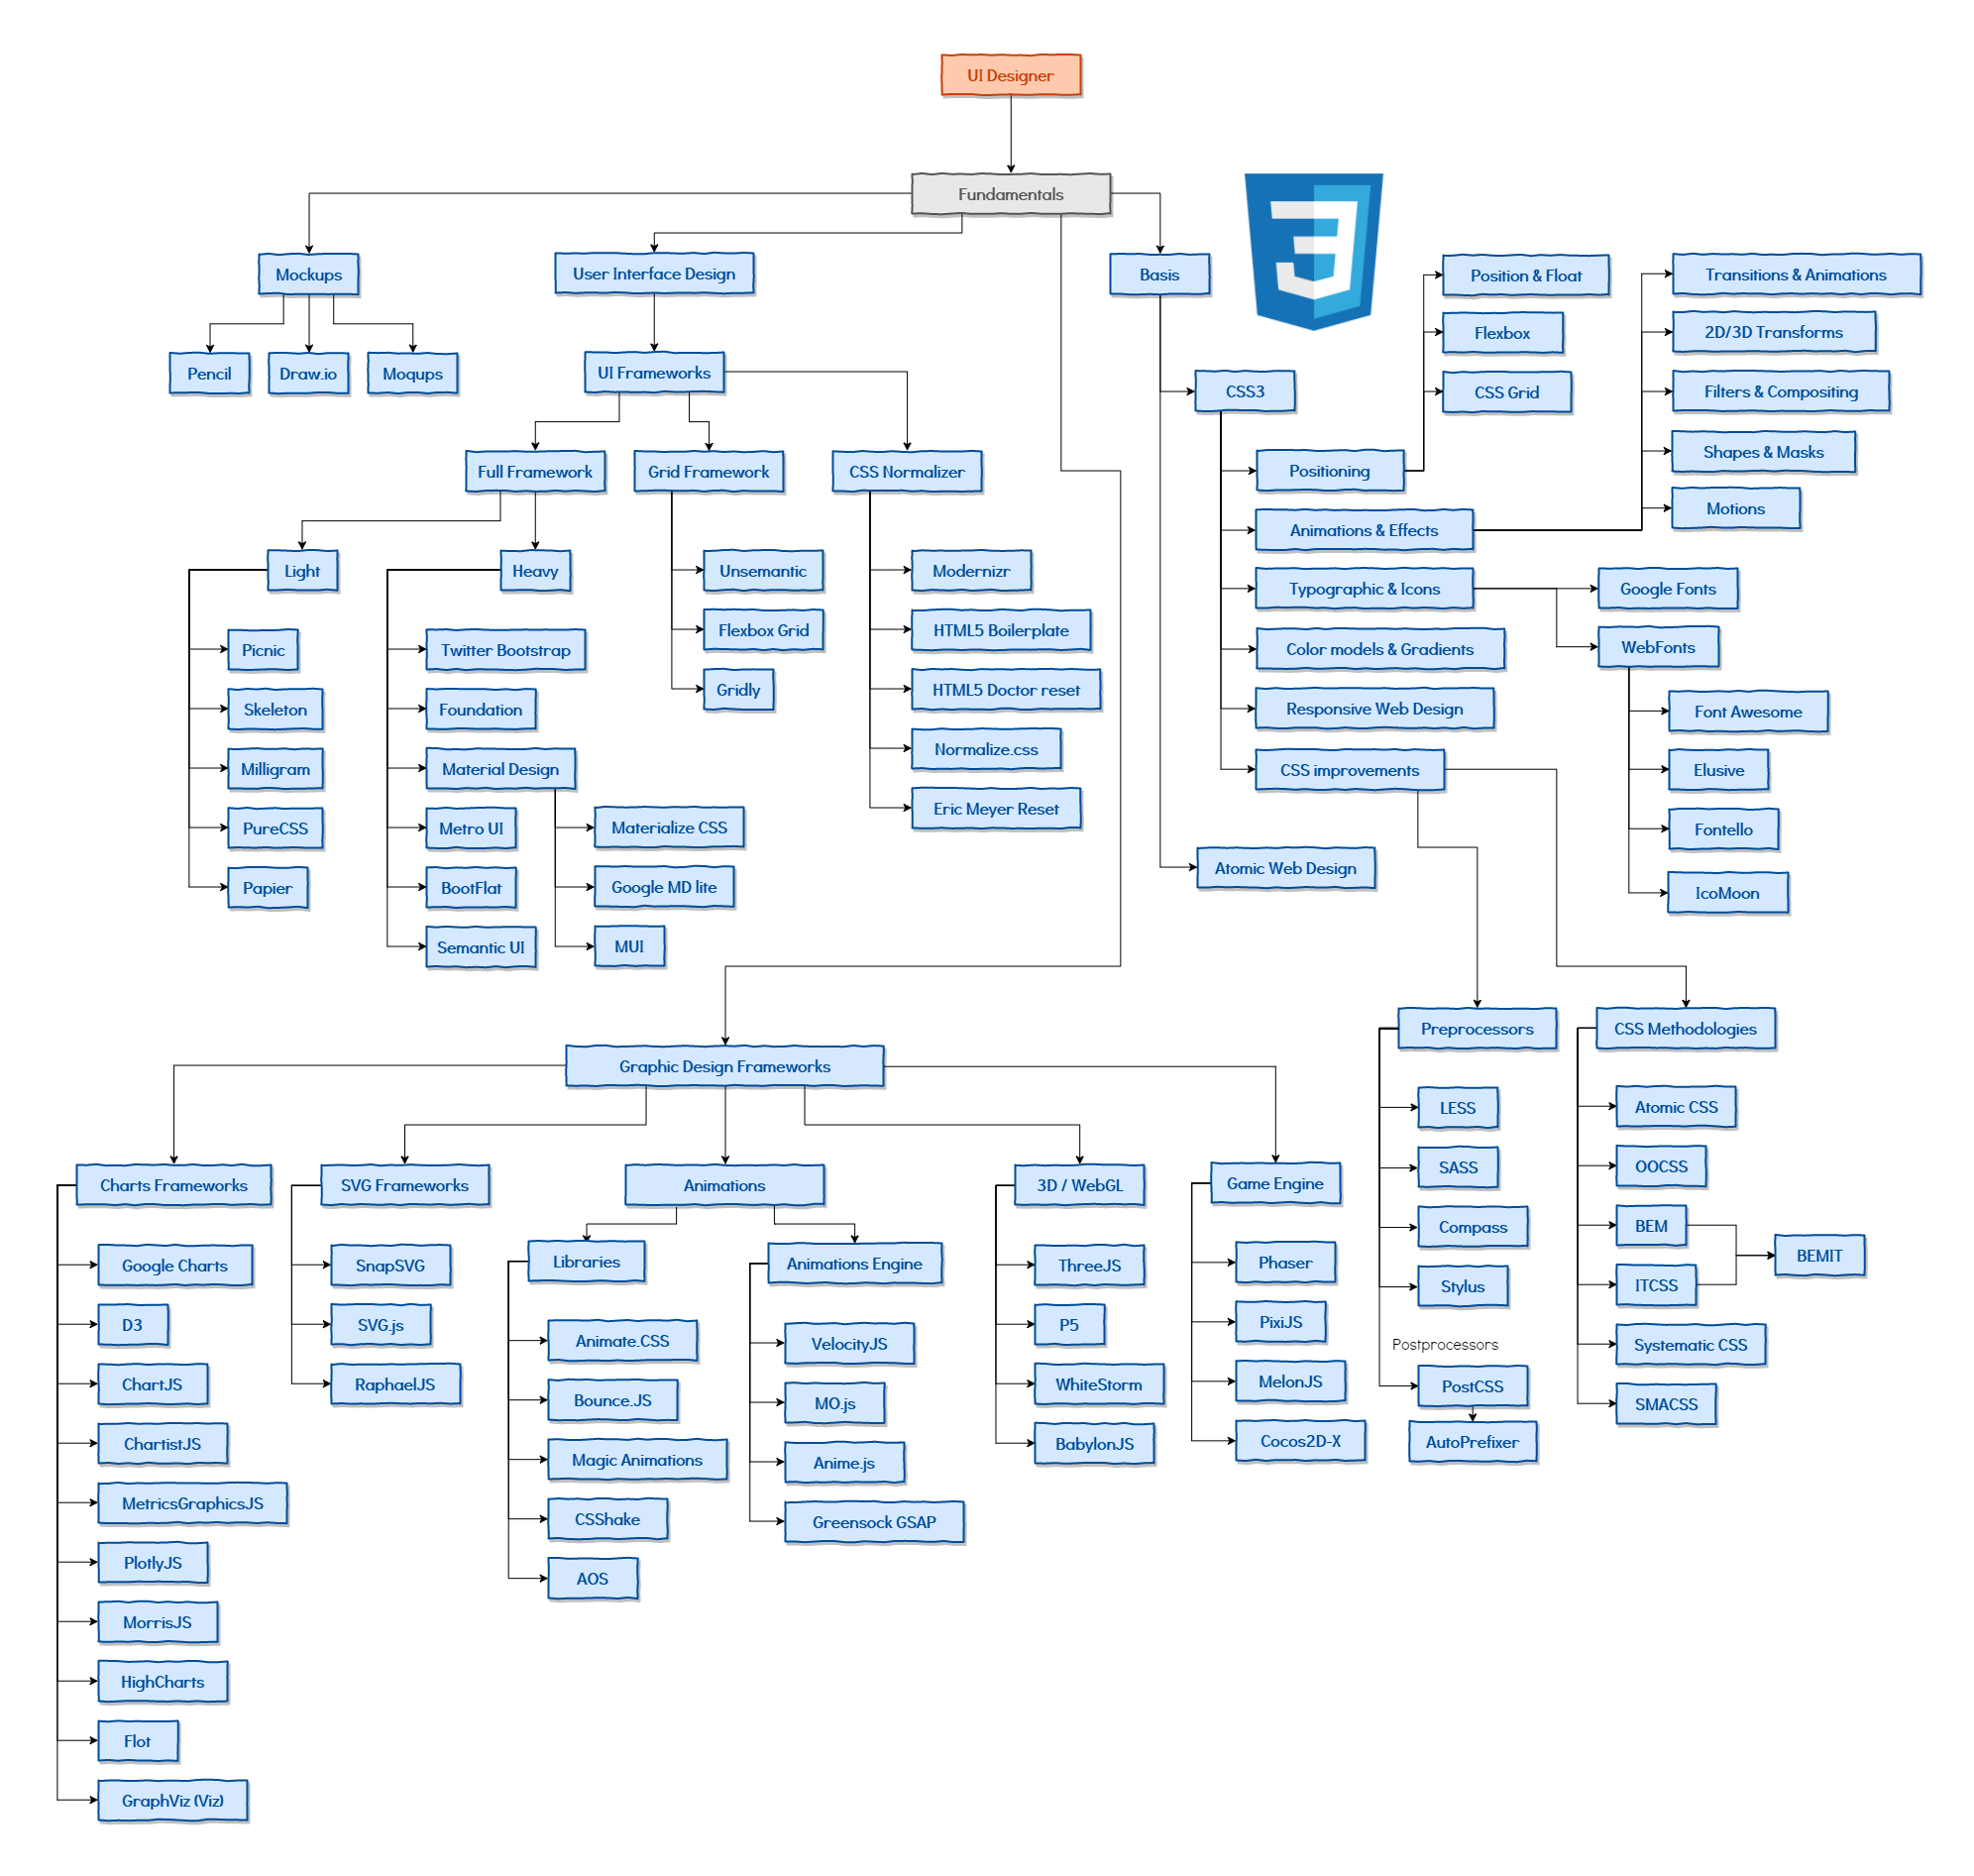 UI Designer
Fundamentals
Mockups
User Interface Design
Basis
Position & Float
Transitions & Animations
Flexbox
2D/3D Transforms
Pencil
Draw.io
Moqups
UI Frameworks
CSS3
CSS Grid
Filters & Compositing
Full Framework
Grid Framework
CSS Normalizer
Positioning
Shapes & Masks
Motions
Animations & Effects
Light
Heavy
Unsemantic
Modernizr
Typographic & Icons
Google Fonts
Picnic
Twitter Bootstrap
Flexbox Grid
HTML5 Boilerplate
Color models & Gradients
WebFonts
Skeleton
Foundation
Gridly
HTML5 Doctor reset
Responsive Web Design
Font Awesome
Milligram
Material Design
Normalize.css
CSS improvements
Elusive
PureCSS
Metro UI
Materialize CSS
Eric Meyer Reset
Fontello
Papier
BootFlat
Google MD lite
Atomic Web Design
IcoMoon
Semantic UI
MUI
Preprocessors
CSS Methodologies
Graphic Design Frameworks
LESS
Atomic CSS
SASS
OOCSS
Charts Frameworks
SVG Frameworks
Animations
3D / WebGL
Game Engine
Compass
BEM
BEMIT
Google Charts
SnapSVG
Libraries
Animations Engine
ThreeJS
Phaser
Stylus
ITCSS
D3
SVG.js
Animate.CSS
VelocityJS
P5
PixiJS
Postprocessors
Systematic CSS
ChartJS
RaphaelJS
Bounce.JS
MO.js
WhiteStorm
MelonJS
PostCSS
SMACSS
ChartistJS
Magic Animations
Anime.js
BabylonJS
Cocos2D-X
AutoPrefixer
MetricsGraphicsJS
CSShake
Greensock GSAP
PlotlyJS
AOS
MorrisJS
HighCharts
Flot
GraphViz (Viz)